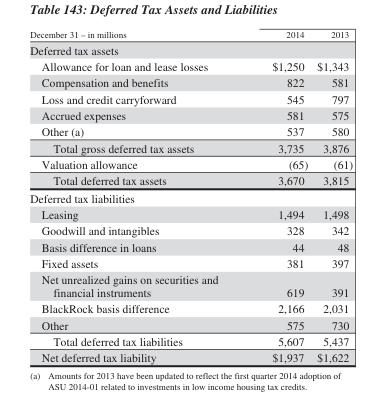 Table 143: Deferred Tax Assets and Liabilities
December 31 – in millions 2014 2013
Deferred tax assets
Allowance for loan and lease losses $1,250 $1,343
Compensation and benefits 822 581
Loss and credit carryforward 545 797
Accrued expenses 581 575
Other (a) 537 580
Total gross deferred tax assets 3,735 3,876
Valuation allowance (65) (61)
Total deferred tax assets 3,670 3,815
Deferred tax liabilities
Leasing 1,494 1,498
Goodwill and intangibles 328 342
Basis difference in loans 44 48
Fixed assets 381 397
Net unrealized gains on securities and
financial instruments 619 391
BlackRock basis difference 2,166 2,031
Other 575 730
Total deferred tax liabilities 5,607 5,437
Net deferred tax liability $1,937 $1,622
(a) Amounts for 2013 have been updated to reflect the first quarter 2014 adoption of
ASU 2014-01 related to investments in low income housing tax credits.